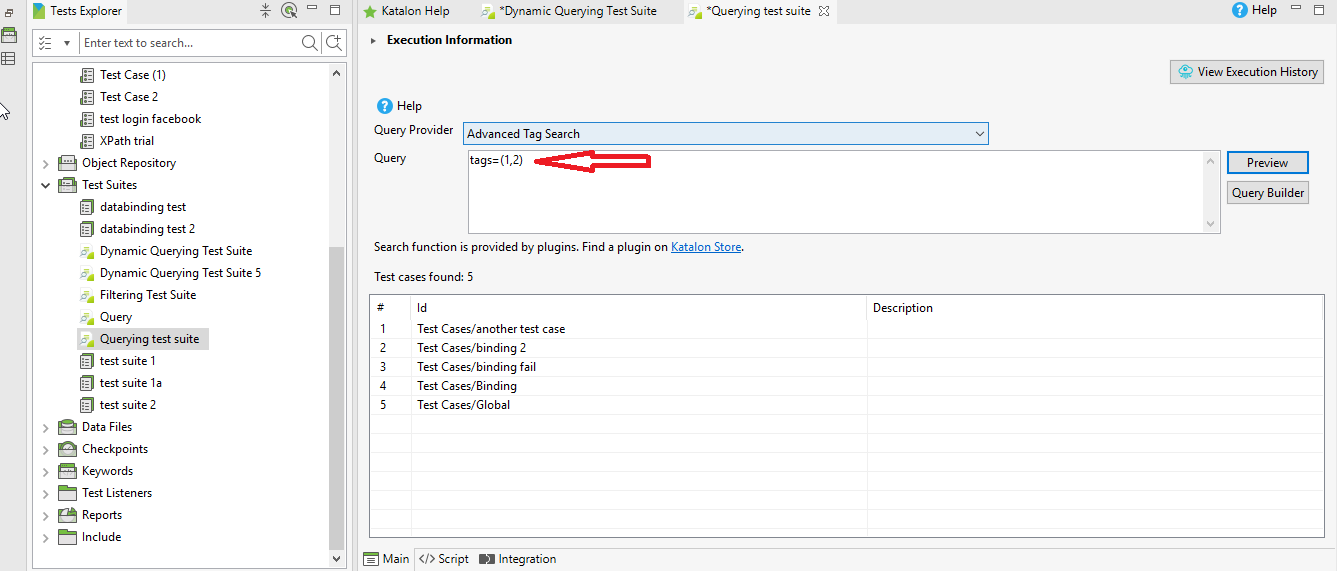 Tests Explorer
Enter text to search...
Test Case (1)
Test Case 2
test login facebook
XPath trial
Object Repository
Test Suites
databinding test
databinding test 2
Dynamic Querying Test Suite
Dynamic Querying Test Suite 5
Filtering Test Suite
Query
Querying test suite
test suite 1
test suite 1a
test suite 2
Data Files
Checkpoints
Keywords
Test Listeners
Reports
Include
Katalon Help
*Dynamic Querying Test Suite
*Querying test suite
Help
Execution Information
View Execution History
Help
Query Provider
Advanced Tag Search
Query
tags=(1,2)
Preview
Query Builder
Search function is provided by plugins. Find a plugin on Katalon Store.
Test cases found: 5
# Id Description
1 Test Cases/another test case
2 Test Cases/binding 2
3 Test Cases/binding fail
4 Test Cases/Binding
5 Test Cases/Global
Main </> Script Integration